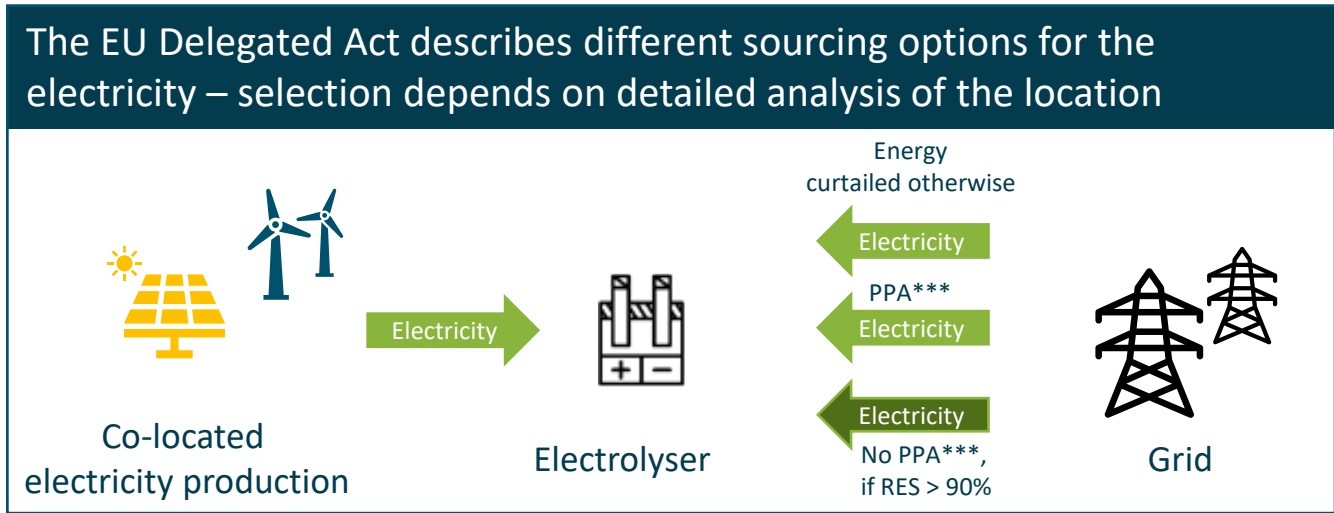 The EU Delegated Act describes different sourcing options for the
electricity – selection depends on detailed analysis of the location
Energy
curtailed otherwise
Electricity
PPA***
Electricity
Electricity
Electricity
No PPA***,
if RES > 90%
Co-located
electricity production
Electrolyser
Grid